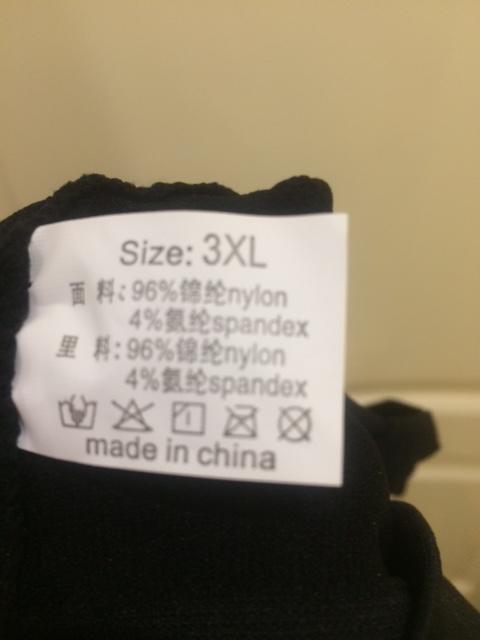 Size: 3XL
面 料: 96%锦纶nylon
4%氨纶spandex
里 料: 96%锦纶nylon
4%氨纶spandex
made in china